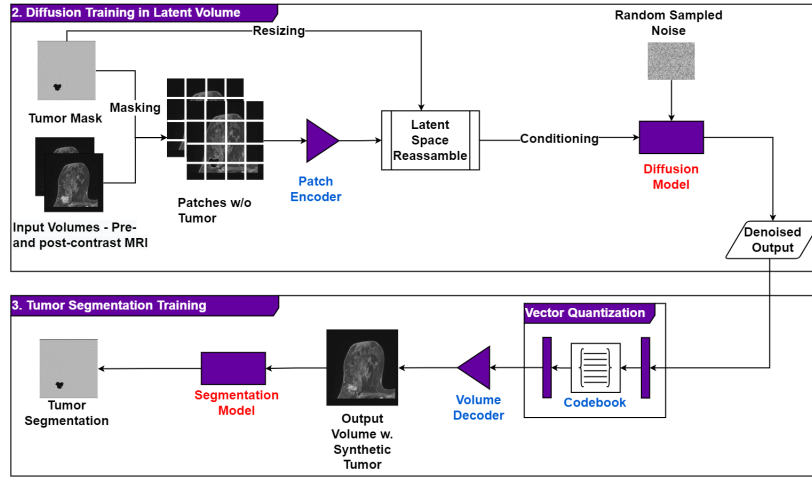 2. Diffusion Training in Latent Volume
Resizing
Random Sampled
Noise
Masking
Tumor Mask
Latent
Space
Reassamble
Conditioning
Diffusion
Model
Patch
Encoder
Patches w/o
Tumor
Input Volumes - Pre-
and post-contrast MRI
Denoised
Output
3. Tumor Segmentation Training
Vector Quantization
Codebook
Volume
Decoder
Output
Volume w.
Synthetic
Tumor
Segmentation
Model
Tumor
Segmentation